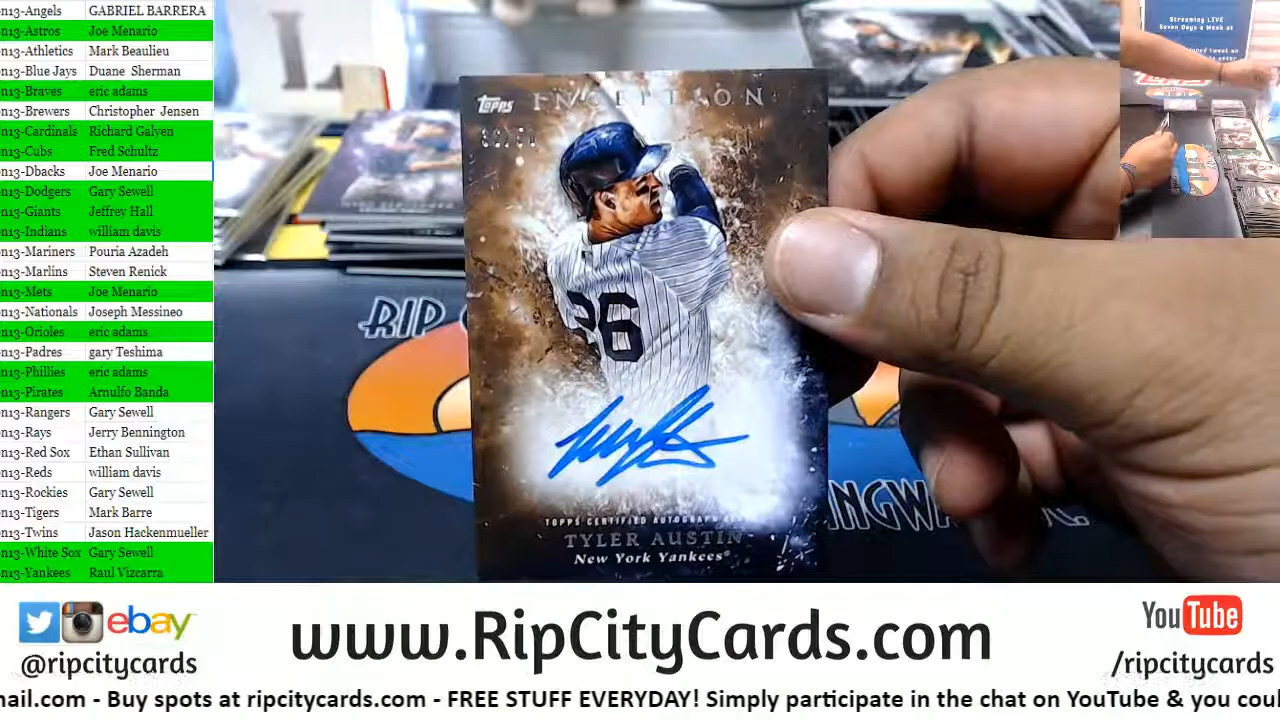 n13-Angels GABRIEL BARRERA
n13-Astros Joe Menario
n13-Athletics Mark Beaulieu
n13-Blue Jays Duane Sherman
n13-Braves eric adams
n13-Brewers Christopher Jensen
n13-Cardinals Richard Galyen
n13-Cubs Fred Schultz
n13-Dbacks Joe Menario
n13-Dodgers Gary Sewell
n13-Giants Jeffrey Hall
n13-Indians william davis
n13-Mariners Pouria Azadeh
n13-Marlins Steven Renick
n13-Mets Joe Menario
n13-Nationals Joseph Messineo
n13-Orioles eric adams
n13-Padres gary Teshima
n13-Phillies eric adams
n13-Pirates Arnulfo Banda
n13-Rangers Gary Sewell
n13-Rays Jerry Bennington
n13-Red Sox Ethan Sullivan
n13-Reds william davis
n13-Rockies Gary Sewell
n13-Tigers Mark Barre
n13-Twins Jason Hackenmueller
n13-White Sox Gary Sewell
n13-Yankees Raul Vizcarra
Streaming LIVE
Seven Days a Week at
Topps INCEPTION
26
TOPPS CERTIFIED AUTOGRAPH
TYLER AUSTIN
New York Yankees®
RIP
ebay
@ripcitycards
www.RipCityCards.com
YouTube
/ripcitycards
mail.com - Buy spots at ripcitycards.com - FREE STUFF EVERYDAY! Simply participate in the chat on YouTube & you coul